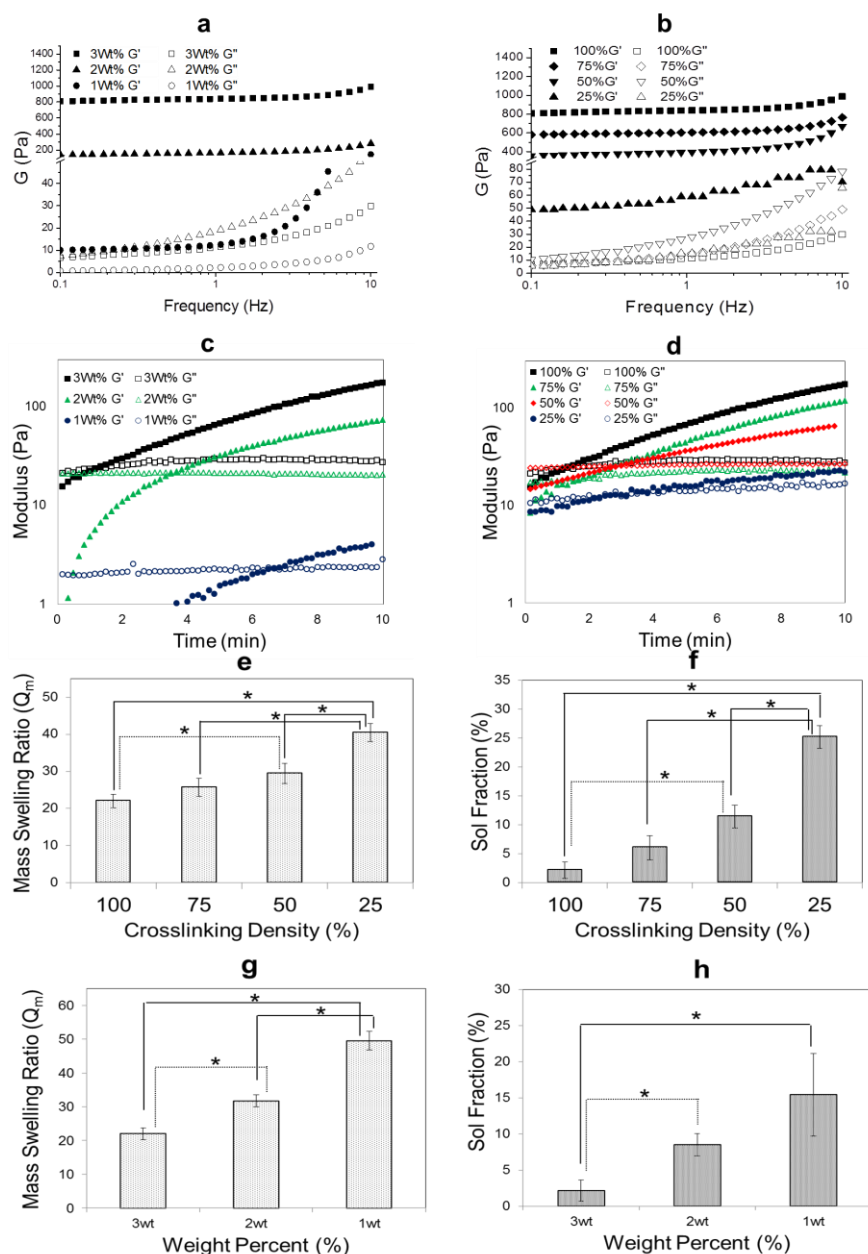 a
3Wt% G' 3Wt% G"
2Wt% G' 2Wt% G"
1Wt% G' 1Wt% G"
1400
1200
1000
800
600
400
200
40
30
20
10
0
G (Pa)
0.1 1 10
Frequency (Hz)
b
100%G' 100%G"
75%G' 75%G"
50%G' 50%G"
25%G' 25%G"
1400
1200
1000
800
600
400
80
70
60
50
40
30
20
10
0
G (Pa)
0.1 1 10
Frequency (Hz)
c
3Wt% G' 3Wt% G"
2Wt% G' 2Wt% G"
1Wt% G' 1Wt% G"
100
10
1
Modulus (Pa)
0 2 4 6 8 10
Time (min)
d
100% G' 100% G"
75% G' 75% G"
50% G' 50% G"
25% G' 25% G"
100
10
1
Modulus (Pa)
0 2 4 6 8 10
Time (min)
e
50
40
30
20
10
0
Mass Swelling Ratio (Qm)
*
*
*
*
100 75 50 25
Crosslinking Density (%)
f
35
30
25
20
15
10
5
0
Sol Fraction (%)
*
*
*
*
100 75 50 25
Crosslinking Density (%)
g
60
50
40
30
20
10
0
Mass Swelling Ratio (Qm)
*
*
*
3wt 2wt 1wt
Weight Percent (%)
h
30
25
20
15
10
5
0
Sol Fraction (%)
*
*
3wt 2wt 1wt
Weight Percent (%)